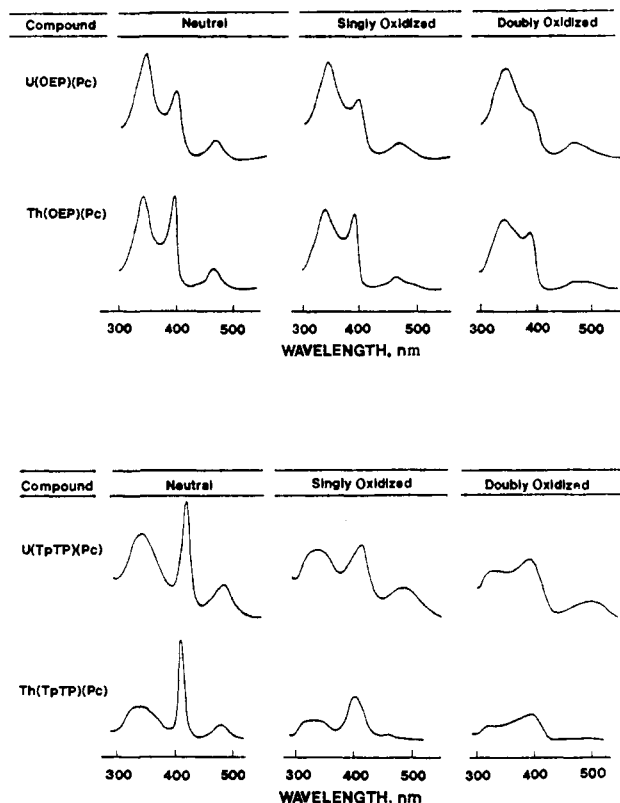 Compound Neutral Singly Oxidized Doubly Oxidized
U(OEP)(Pc)
Th(OEP)(Pc)
300 400 500 300 400 500 300 400 500
WAVELENGTH, nm
Compound Neutral Singly Oxidized Doubly Oxidized
U(TpTP)(Pc)
Th(TpTP)(Pc)
300 400 500 300 400 500 300 400 500
WAVELENGTH, nm